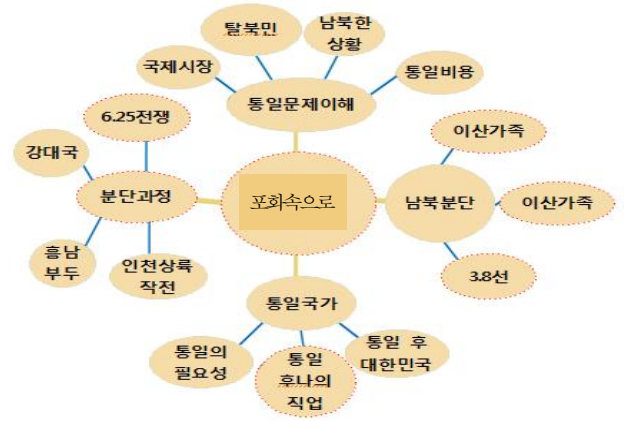 탈북민
남북한
상황
국제시장
통일비용
통일문제이해
6.25전쟁
이산가족
강대국
분단과정
포화속으로
남북분단
이산가족
흥남
부두
인천상륙
작전
3.8선
통일국가
통일의
필요성
통일
후나의
직업
통일 후
대한민국